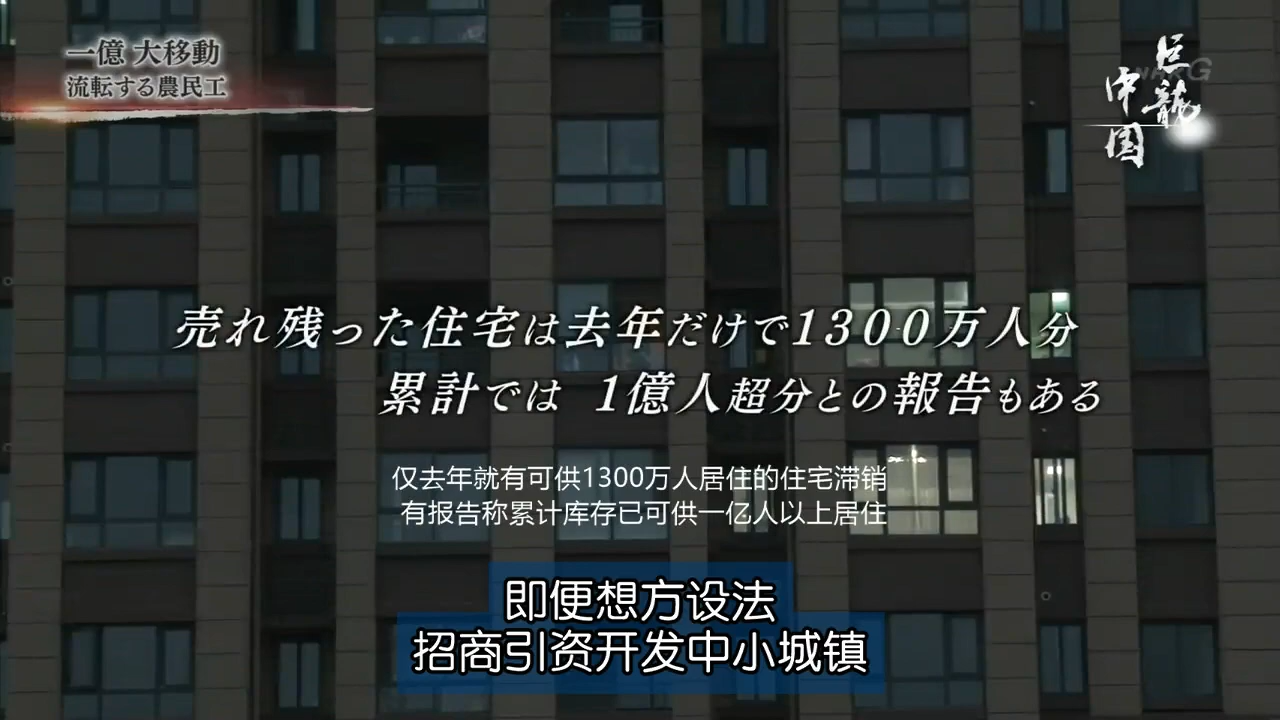 一億 大移動
流転する農民工
巨龍
中国
NHK G
売れ残った住宅は去年だけで1300万人分
累計では 1億人超分との報告もある
仅去年就有可供1300万人居住的住宅滞销
有报告称累计库存已可供一亿人以上居住
即便想方设法
招商引资开发中小城镇